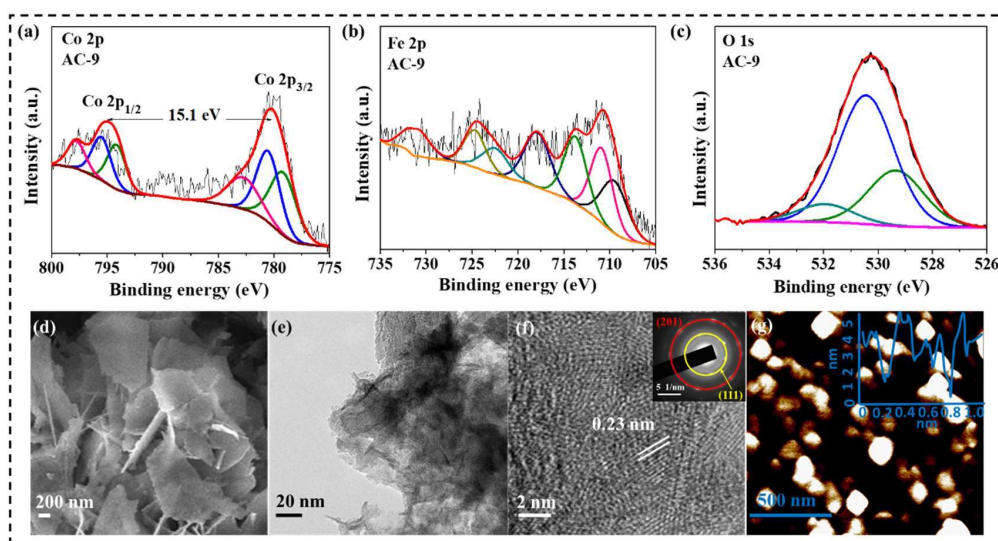 (a)
Co 2p
AC-9
Co 2p1/2
Co 2p3/2
15.1 eV
Intensity (a.u.)
800 795 790 785 780 775
Binding energy (eV)
(b)
Fe 2p
AC-9
Intensity (a.u.)
735 730 725 720 715 710 705
Binding energy (eV)
(c)
O 1s
AC-9
Intensity (a.u.)
536 534 532 530 528 526
Binding energy (eV)
(d)
200 nm
(e)
20 nm
(f)
0.23 nm
2 nm
(201)
5 1/nm
(111)
(g)
nm
0 1 2 3 4 5
0 0.2 0.4 0.6 0.8 1.0
nm
500 nm